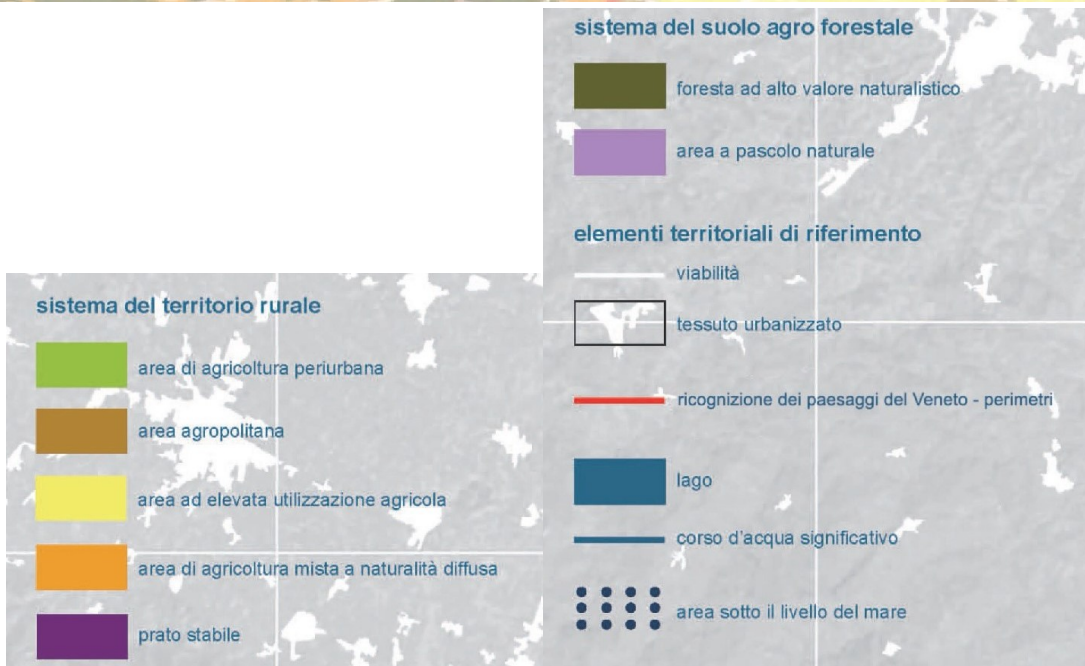 sistema del suolo agro forestale
foresta ad alto valore naturalistico
area a pascolo naturale
elementi territoriali di riferimento
viabilità
tessuto urbanizzato
ricognizione dei paesaggi del Veneto - perimetri
lago
corso d'acqua significativo
area sotto il livello del mare
sistema del territorio rurale
area di agricoltura periurbana
area agropolitana
area ad elevata utilizzazione agricola
area di agricoltura mista a naturalità diffusa
prato stabile